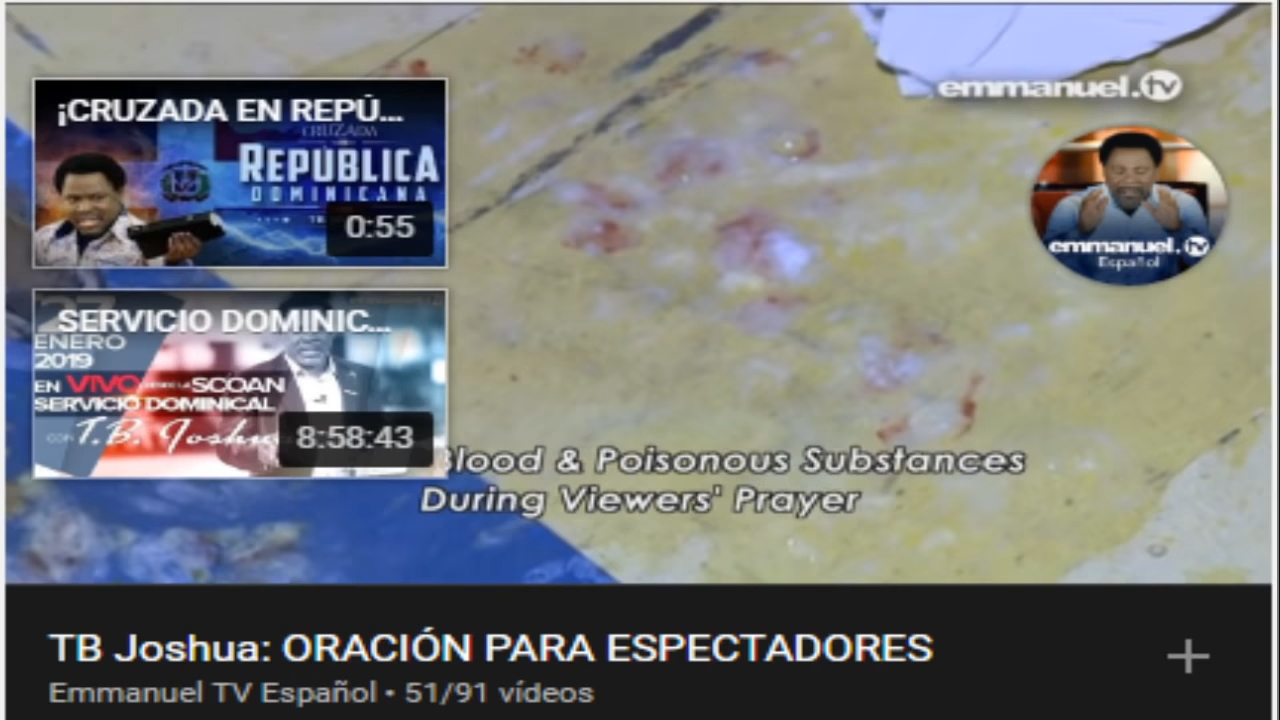 emmanuel.tv
¡CRUZADA EN REPÚ...
CRUZADA
REPÚBLICA
DOMINICANA
0:55
emmanuel.tv
Español
27
SERVICIO DOMINIC...
ENERO
2019
EN VIVO SCOAN
SERVICIO DOMINICAL
CON T.B. Joshua
8:58:43
Blood & Poisonous Substances
During Viewers' Prayer
TB Joshua: ORACIÓN PARA ESPECTADORES
Emmanuel TV Español • 51/91 vídeos